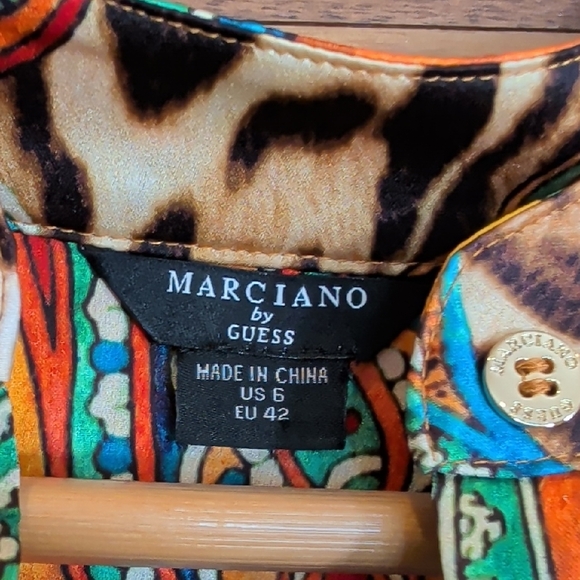 MARCIANO
by
GUESS
MADE IN CHINA
US 6
EU 42
MARCIANO
GUESS